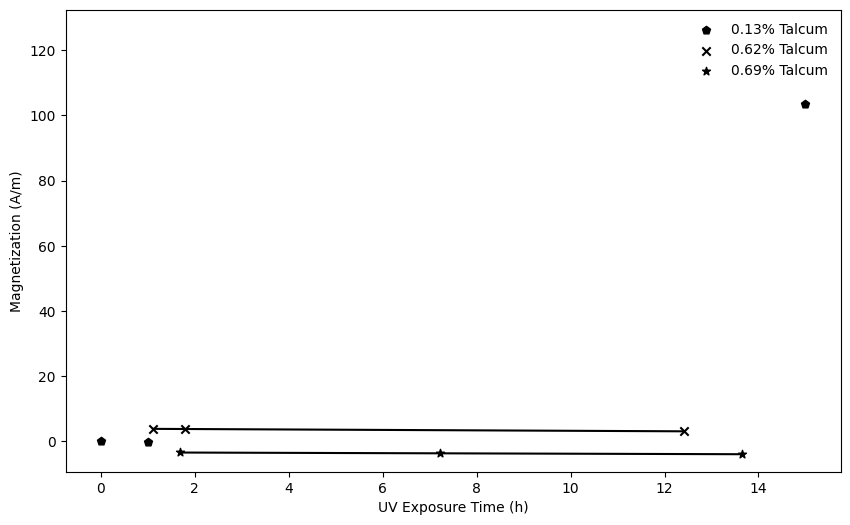 120
100
80
60
40
20
0
Magnetization (A/m)
0 2 4 6 8 10 12 14
UV Exposure Time (h)
0.13% Talcum
0.62% Talcum
0.69% Talcum